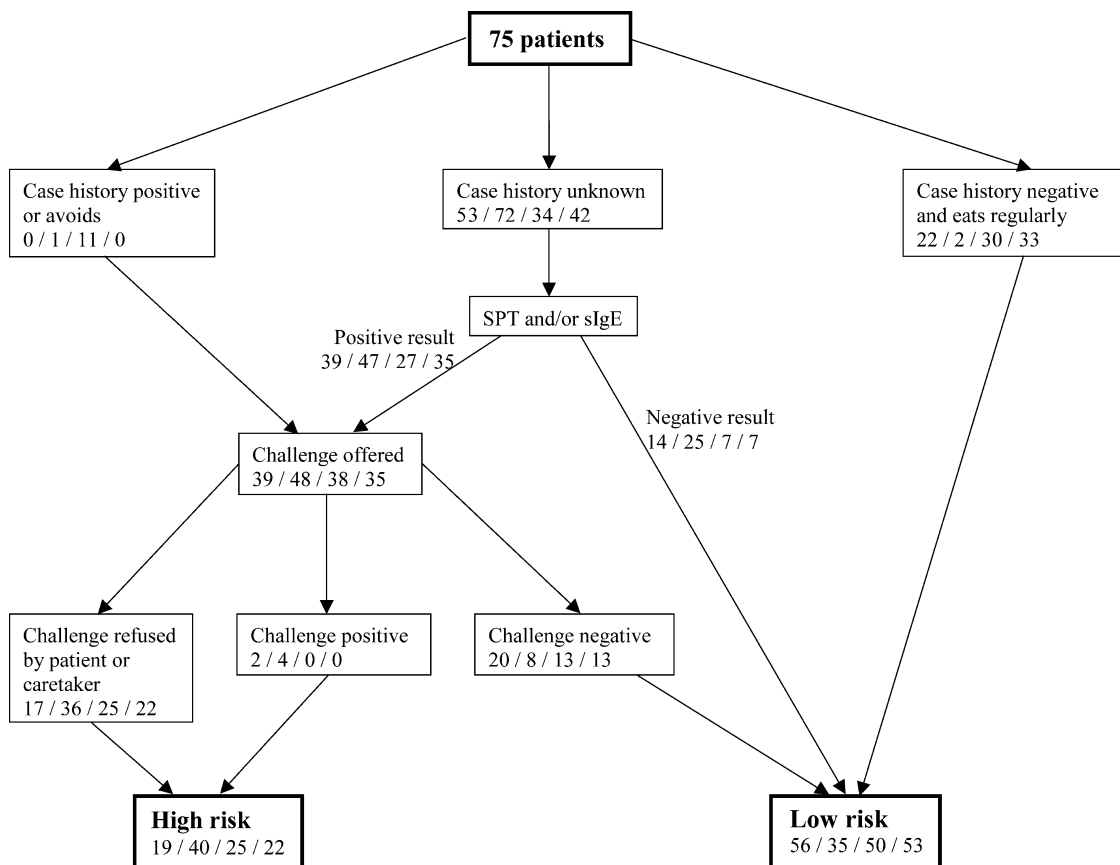 75 patients
Case history positive
or avoids
0 / 1 / 11 / 0
Case history unknown
53 / 72 / 34 / 42
Case history negative
and eats regularly
22 / 2 / 30 / 33
SPT and/or sIgE
Positive result
39 / 47 / 27 / 35
Negative result
14 / 25 / 7 / 7
Challenge offered
39 / 48 / 38 / 35
Challenge refused
by patient or
caretaker
17 / 36 / 25 / 22
Challenge positive
2 / 4 / 0 / 0
Challenge negative
20 / 8 / 13 / 13
High risk
19 / 40 / 25 / 22
Low risk
56 / 35 / 50 / 53